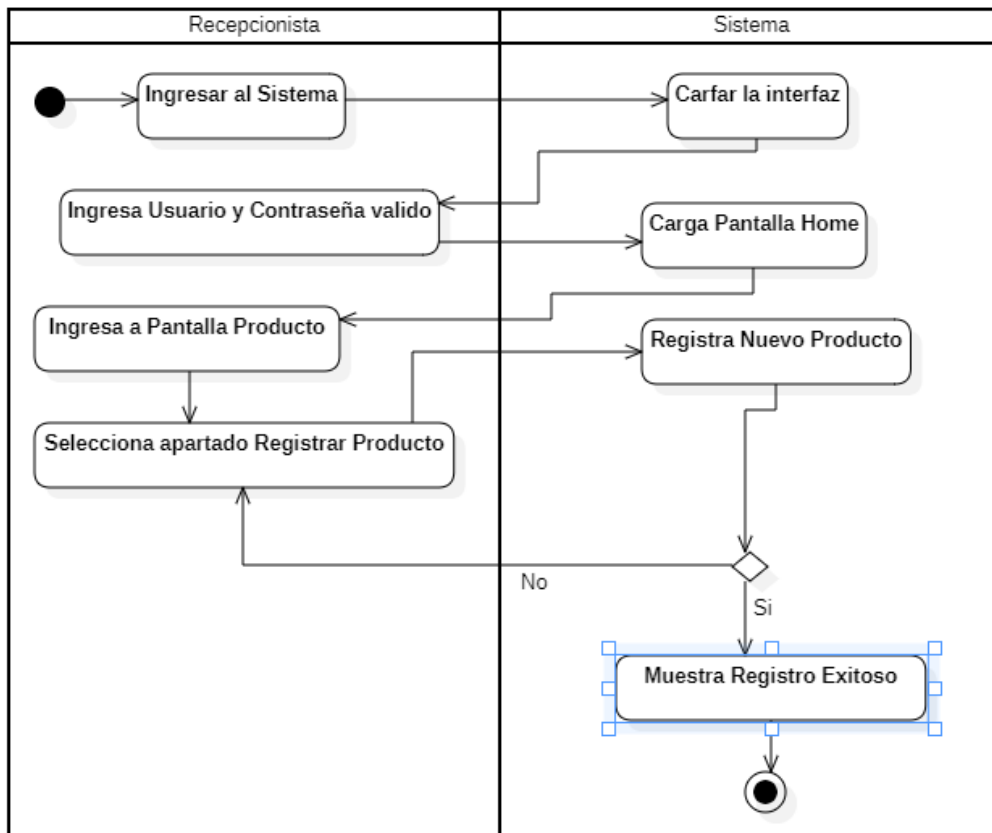 Recepcionista
Sistema
Ingresar al Sistema
Carfar la interfaz
Ingresa Usuario y Contraseña valido
Carga Pantalla Home
Ingresa a Pantalla Producto
Registra Nuevo Producto
Selecciona apartado Registrar Producto
No
Si
Muestra Registro Exitoso